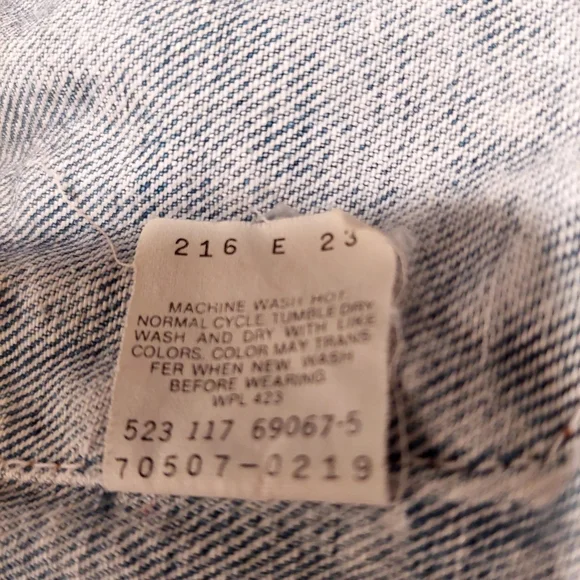 216 E 23
MACHINE WASH HOT
NORMAL CYCLE TUMBLE DRY
WASH AND DRY WITH LIKE
COLORS. COLOR MAY TRANS
FER WHEN NEW. WASH
BEFORE WEARING
WPL 423
523 117 69067-5
70507-0219